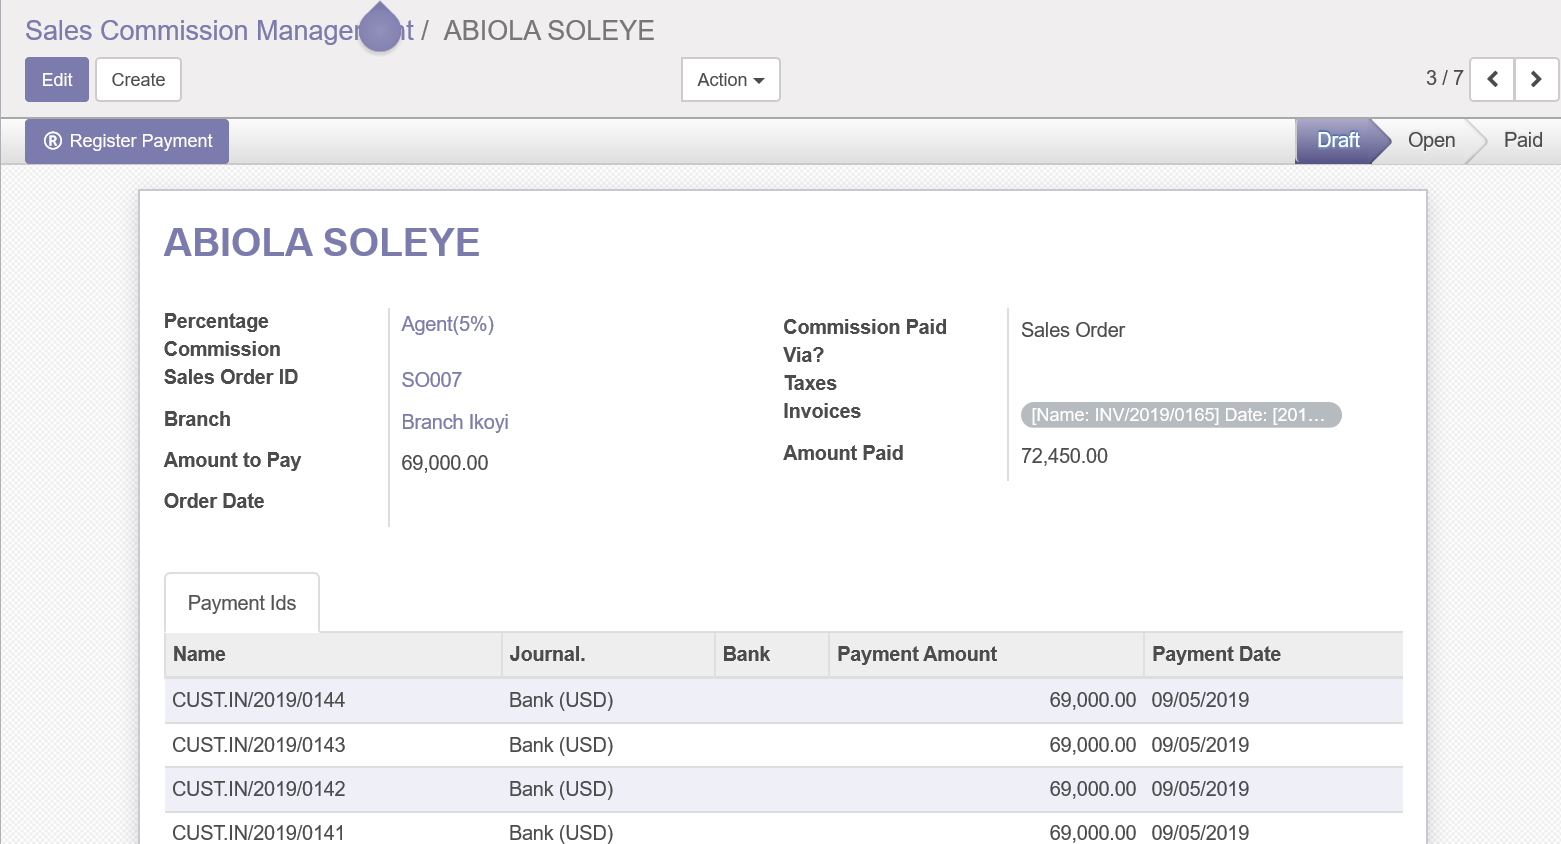 Sales Commission Management / ABIOLA SOLEYE
Edit
Create
Action
3 / 7
® Register Payment
Draft
Open
Paid
ABIOLA SOLEYE
Percentage Commission
Agent(5%)
Sales Order ID
SO007
Branch
Branch Ikoyi
Amount to Pay
69,000.00
Order Date
Commission Paid Via?
Sales Order
Taxes
Invoices
[Name: INV/2019/0165] Date: [201...
Amount Paid
72,450.00
Payment Ids
Name Journal. Bank Payment Amount Payment Date
CUST.IN/2019/0144 Bank (USD) 69,000.00 09/05/2019
CUST.IN/2019/0143 Bank (USD) 69,000.00 09/05/2019
CUST.IN/2019/0142 Bank (USD) 69,000.00 09/05/2019
CUST.IN/2019/0141 Bank (USD) 69,000.00 09/05/2019